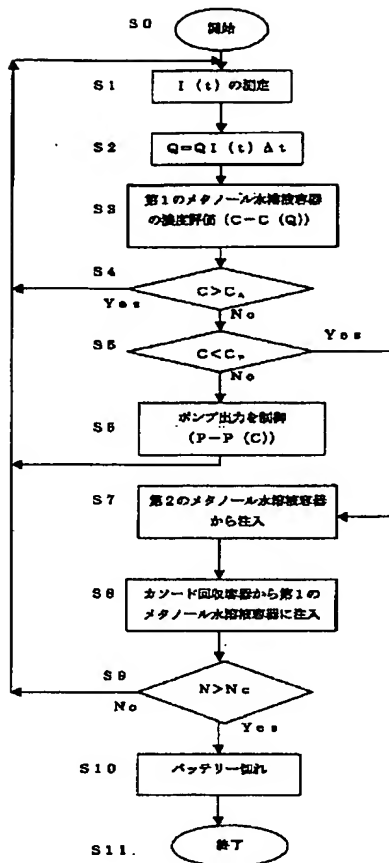 S0
開始
S1
I (t) の測定
S2
Q=QI (t) Δt
S3
第1のメタノール水溶液容器
の濃度評価 (C-C (Q))
S4
C>C
Yes
No
S5
C<C
Yes
No
S6
ポンプ出力を制御
(P-P (C))
S7
第2のメタノール水溶液容器
から注入
S8
カソード回収容器から第1の
メタノール水溶液容器に注入
S9
N>Nc
No
Yes
S10
バッテリー切れ
終了
S11.